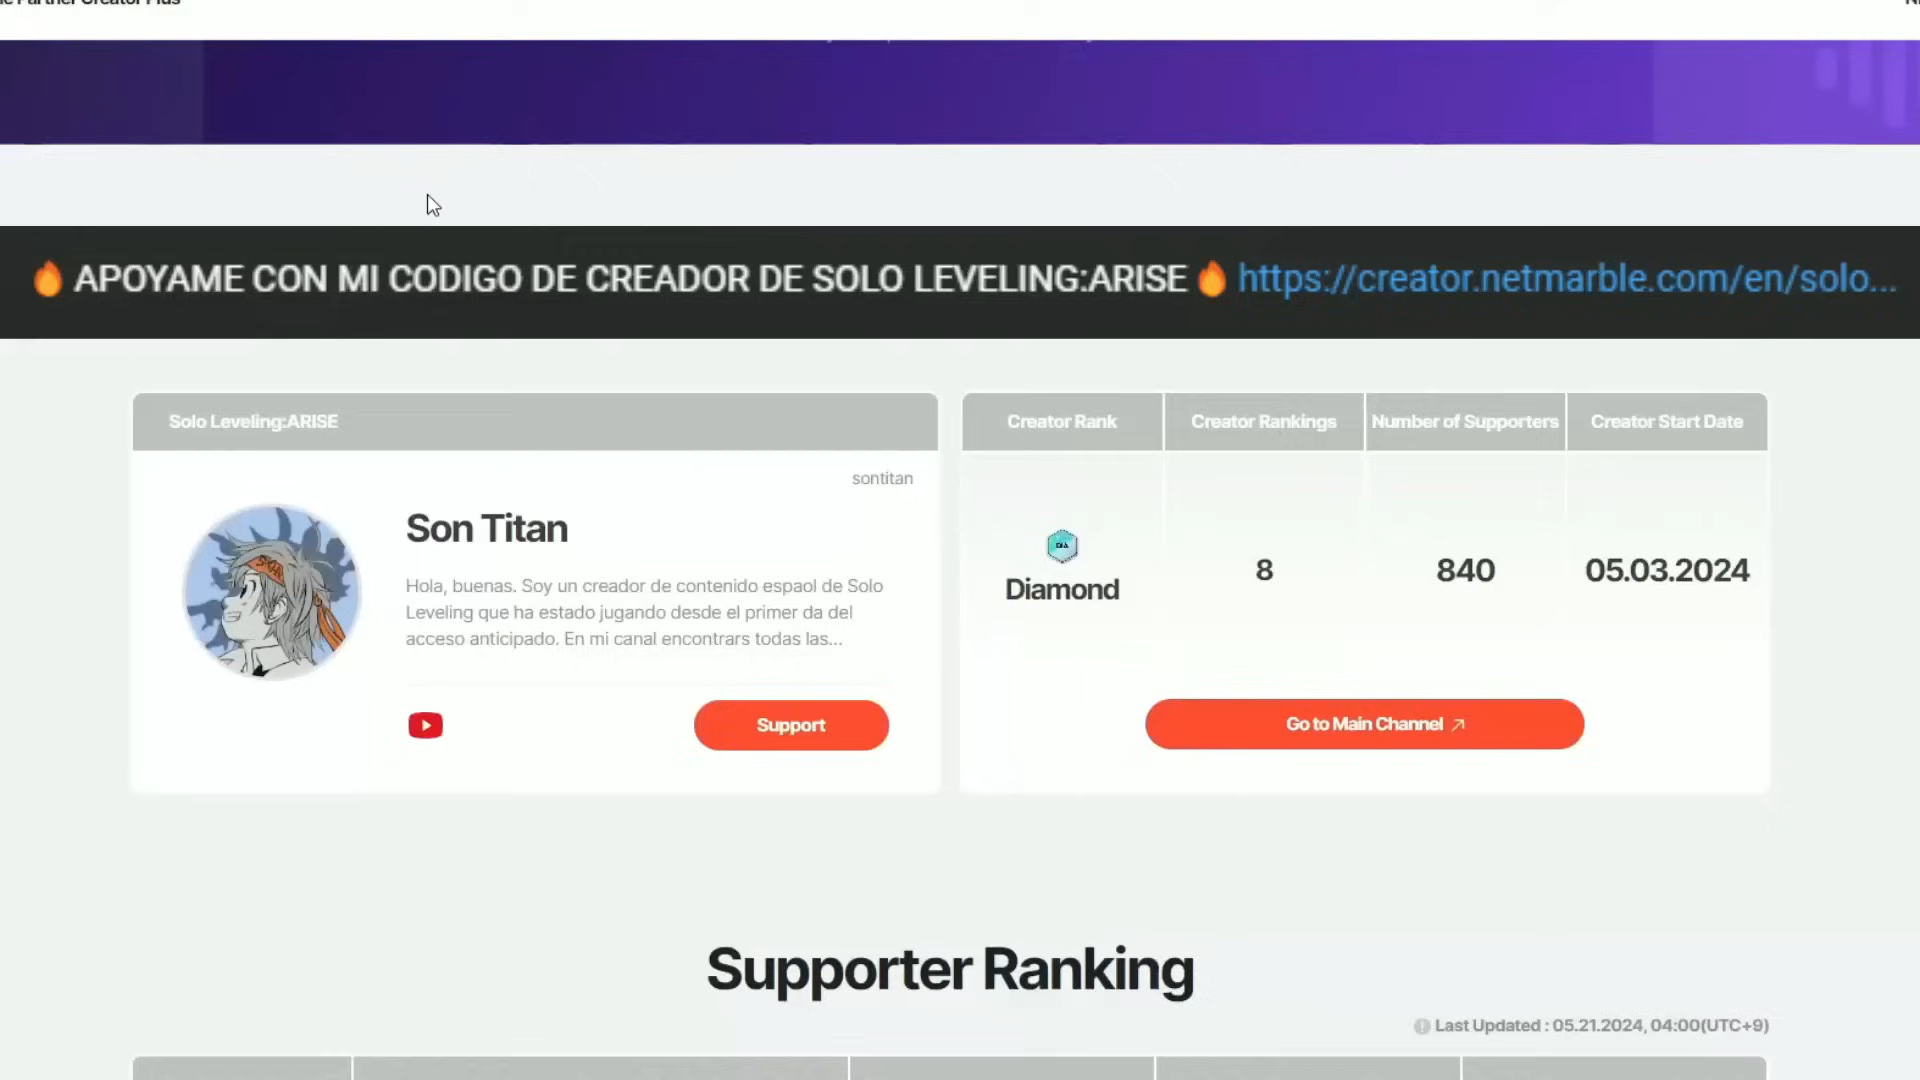 Partner Creator Plus
🔥 APOYAME CON MI CODIGO DE CREADOR DE SOLO LEVELING:ARISE 🔥 https://creator.netmarble.com/en/solo...
Solo Leveling:ARISE
sontitan
Son Titan
Hola, buenas. Soy un creador de contenido espaol de Solo
Leveling que ha estado jugando desde el primer da del
acceso anticipado. En mi canal encontrars todas las...
Support
Creator Rank
Creator Rankings
Number of Supporters
Creator Start Date
DIA
Diamond
8
840
05.03.2024
Go to Main Channel
Supporter Ranking
Last Updated : 05.21.2024, 04:00(UTC+9)